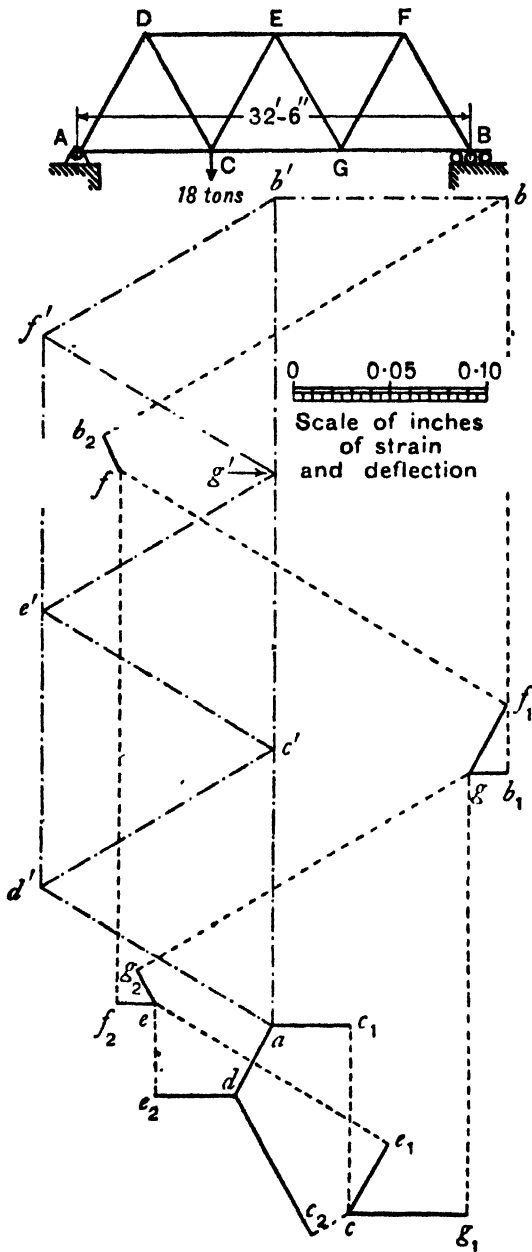 D E F
32'-6"
A B
C G
18 tons
b' b
f'
0 0·05 0·10
Scale of inches
of strain
and deflection
b₂
f g'
e'
f₁
c'
g b₁
d'
g₂
f₂ e a c₁
e₂ d
e₁
c₂ c
g₁